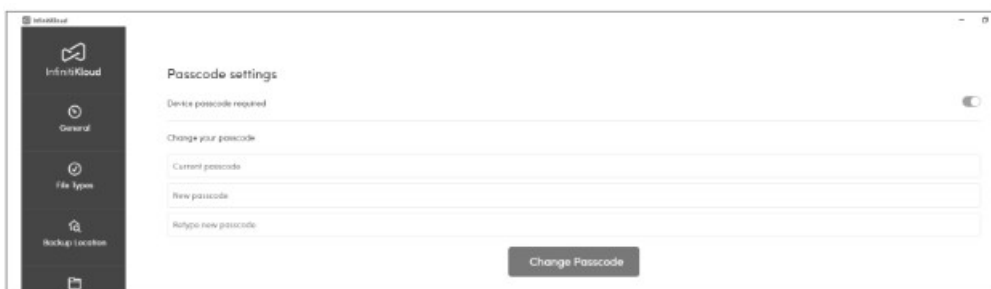 InfinitiKloud
InfinitiKloud
Passcode settings
Device passcode required
General
Change your passcode
Current passcode
File Types
New passcode
Retype new passcode
Backup Location
Change Passcode